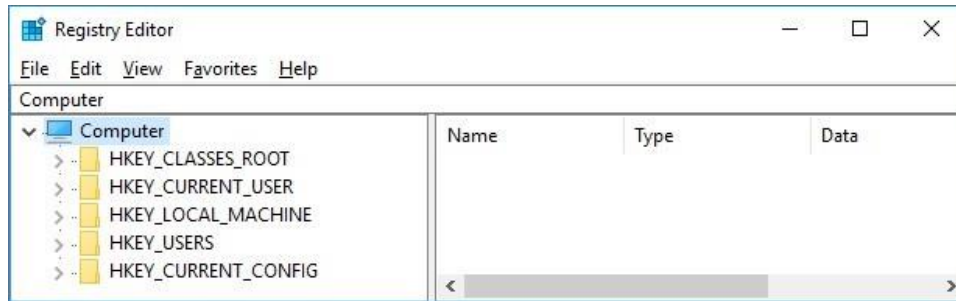 Registry Editor
File Edit View Favorites Help
Computer
Computer
HKEY_CLASSES_ROOT
HKEY_CURRENT_USER
HKEY_LOCAL_MACHINE
HKEY_USERS
HKEY_CURRENT_CONFIG
Name Type Data